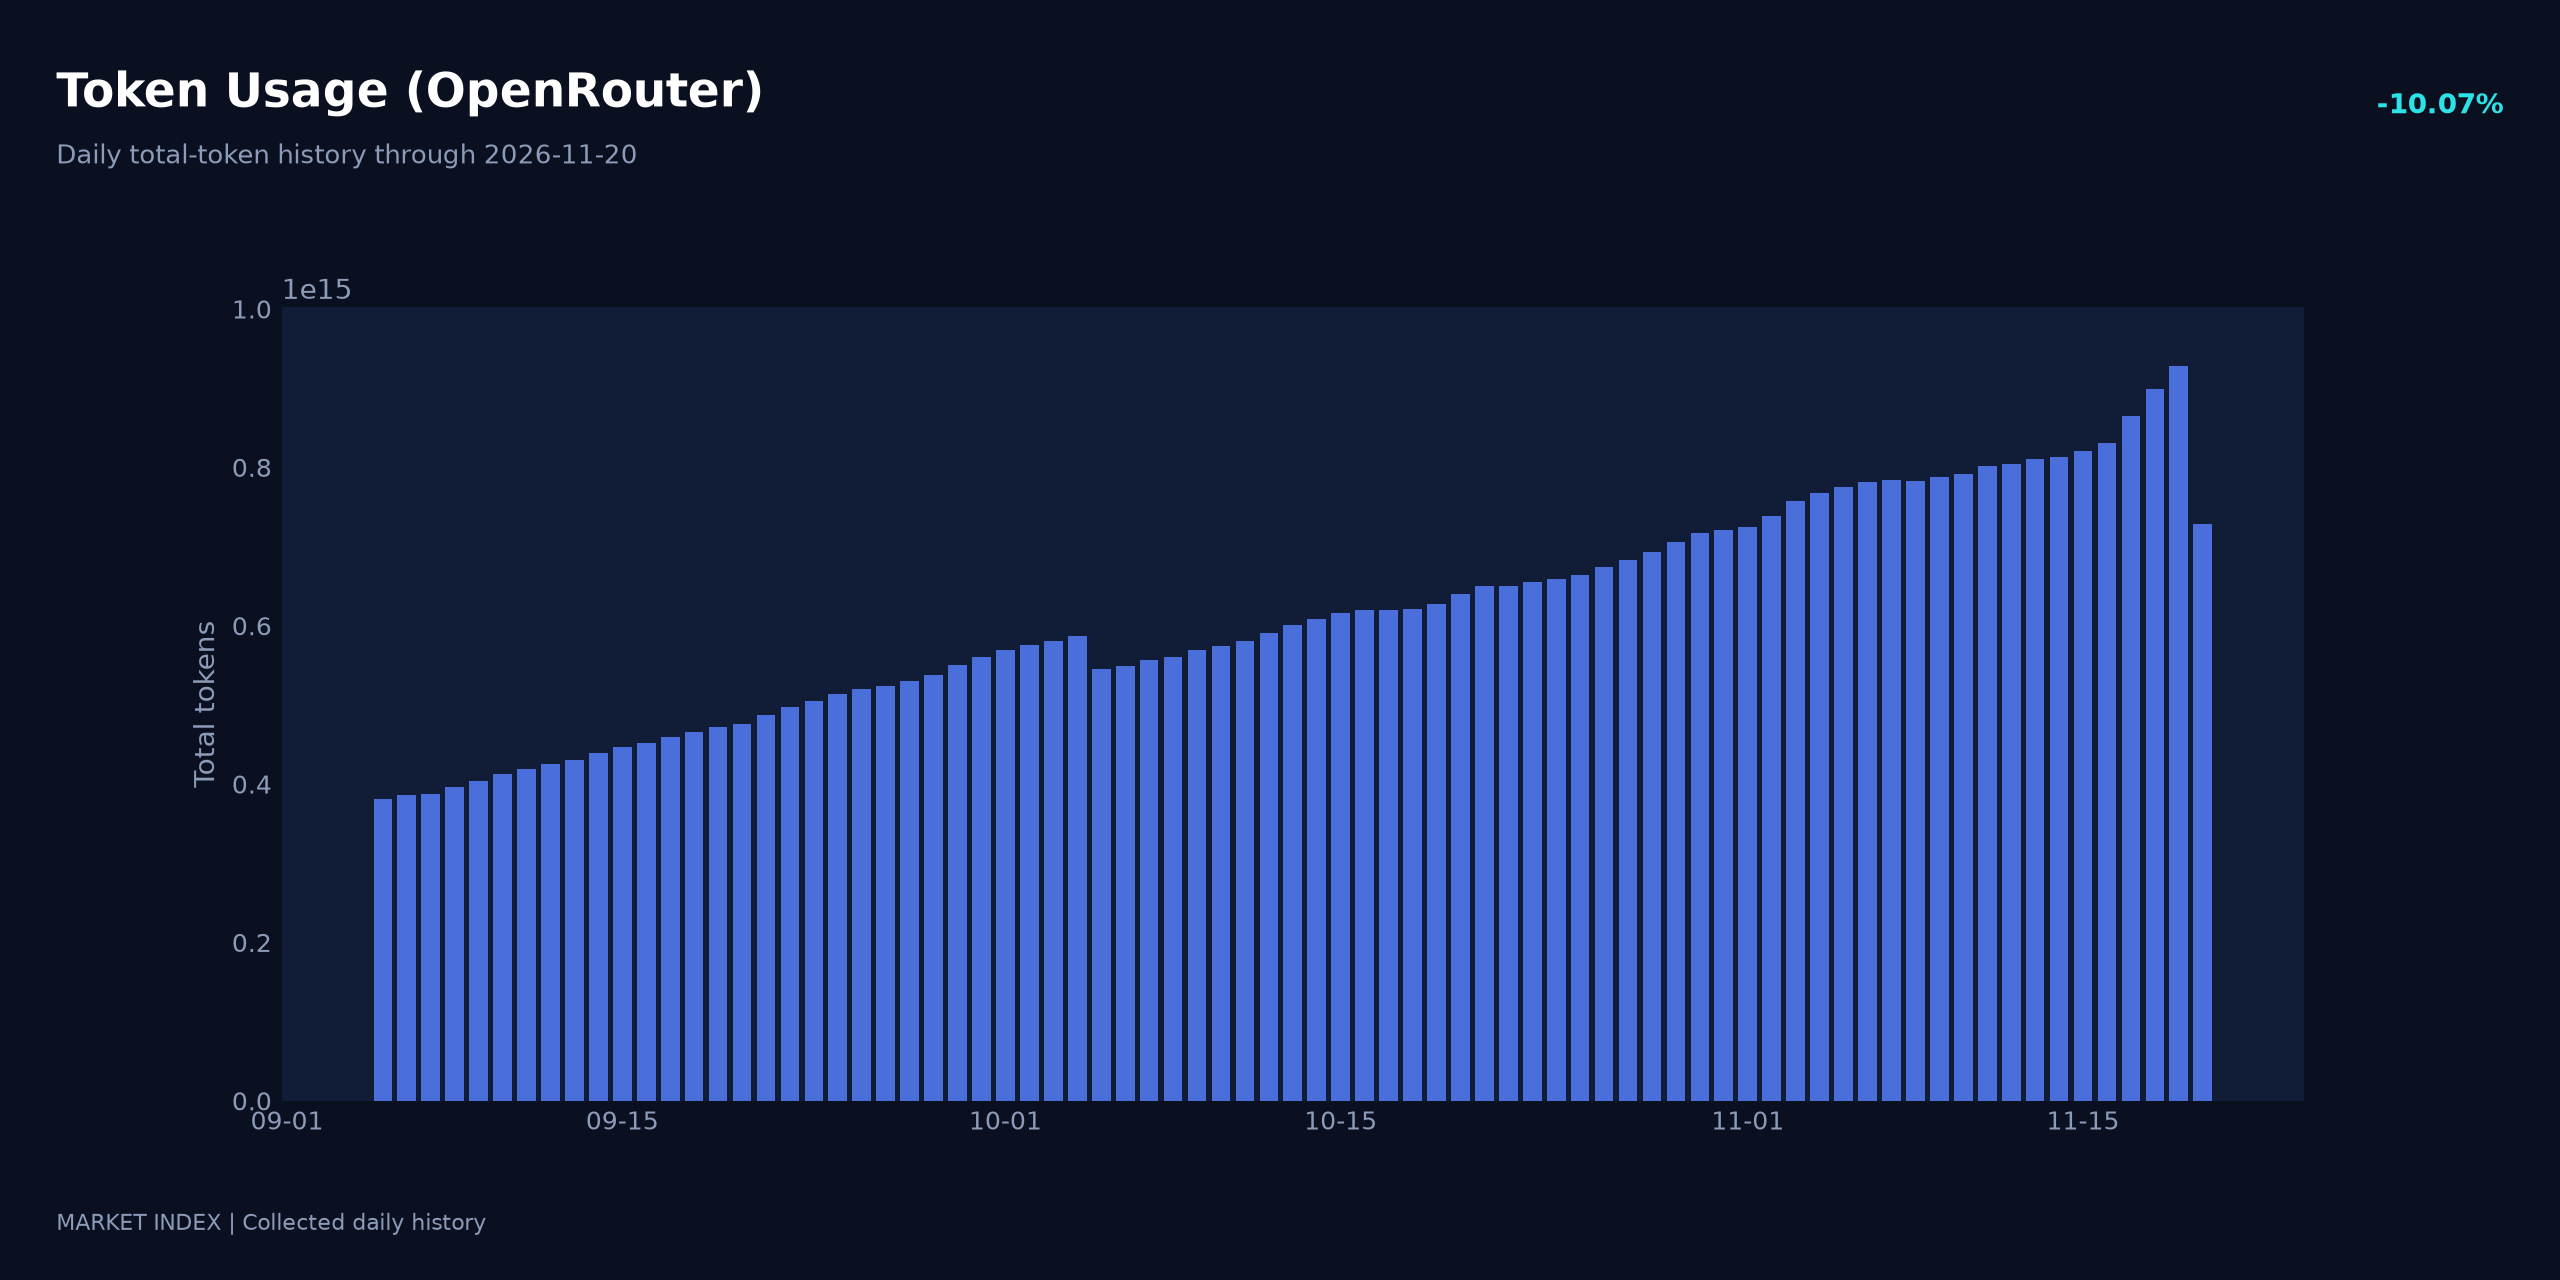 Token Usage (OpenRouter)
-10.07%
Daily total-token history through 2026-11-20
1e15
1.0
0.8
0.6
0.4
0.2
0.0
Total tokens
09-01
09-15
10-01
10-15
11-01
11-15
MARKET INDEX | Collected daily history